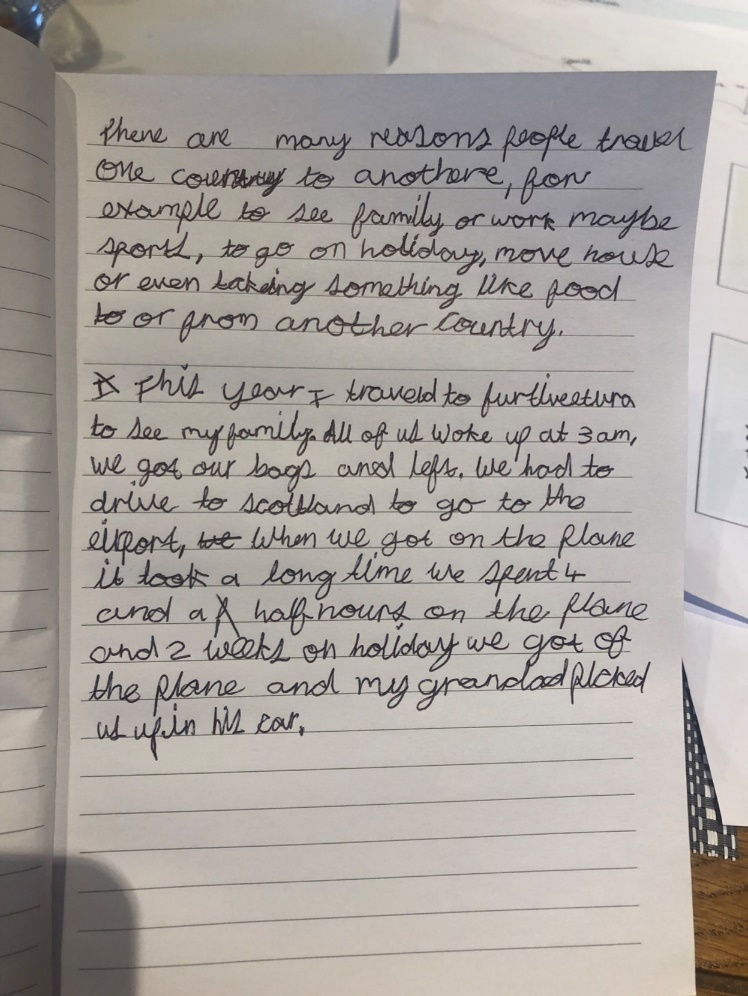 there are many reasons people travel
one country to anothere, for
example to see family or work maybe
sports, to go on holiday, move house
or even takeing something like food
to or from another country.
I This year I traveld to furtiveetura
to see my family. All of us woke up at 3am,
we got our bags and left. We had to
drive to scotland to go to the
eirport, we When we got on the plane
it took a long time we spent 4
and a half hours on the plane
and 2 weeks on holiday we got of
the plane and my grandad picked
us up in his car.